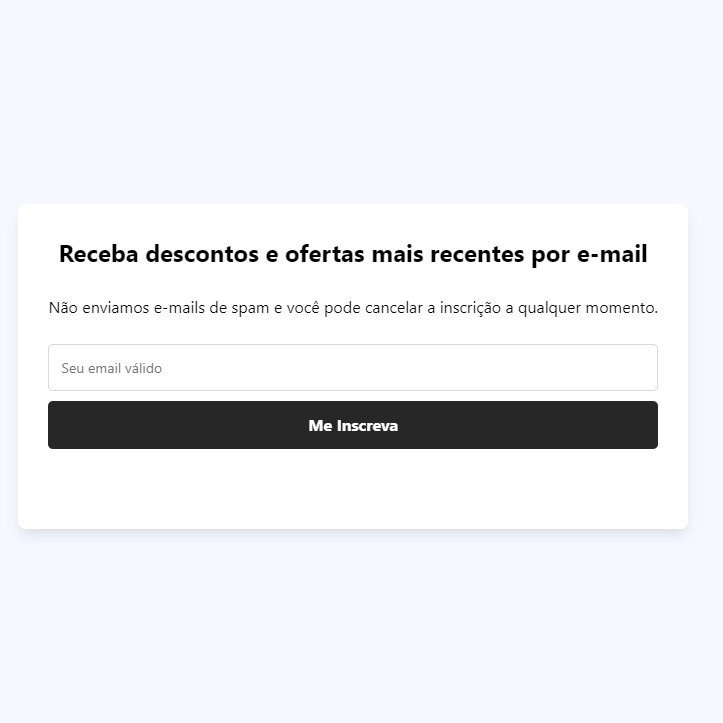 Receba descontos e ofertas mais recentes por e-mail
Não enviamos e-mails de spam e você pode cancelar a inscrição a qualquer momento.
Seu email válido
Me Inscreva